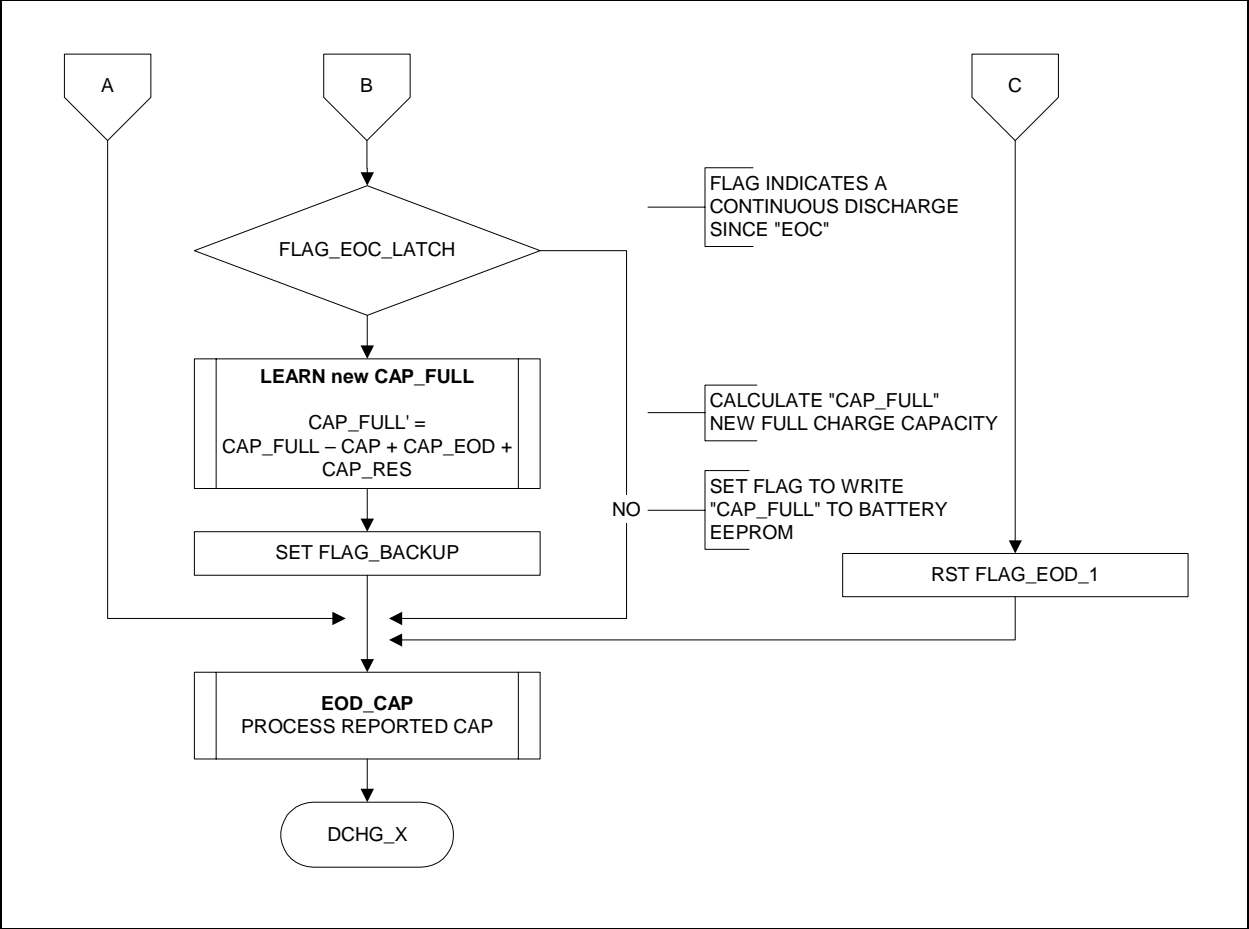 A
B
C
FLAG INDICATES A
CONTINUOUS DISCHARGE
SINCE "EOC"
FLAG_EOC_LATCH
LEARN new CAP_FULL
CAP_FULL' =
CAP_FULL – CAP + CAP_EOD +
CAP_RES
CALCULATE "CAP_FULL"
NEW FULL CHARGE CAPACITY
NO
SET FLAG TO WRITE
"CAP_FULL" TO BATTERY
EEPROM
SET FLAG_BACKUP
RST FLAG_EOD_1
EOD_CAP
PROCESS REPORTED CAP
DCHG_X